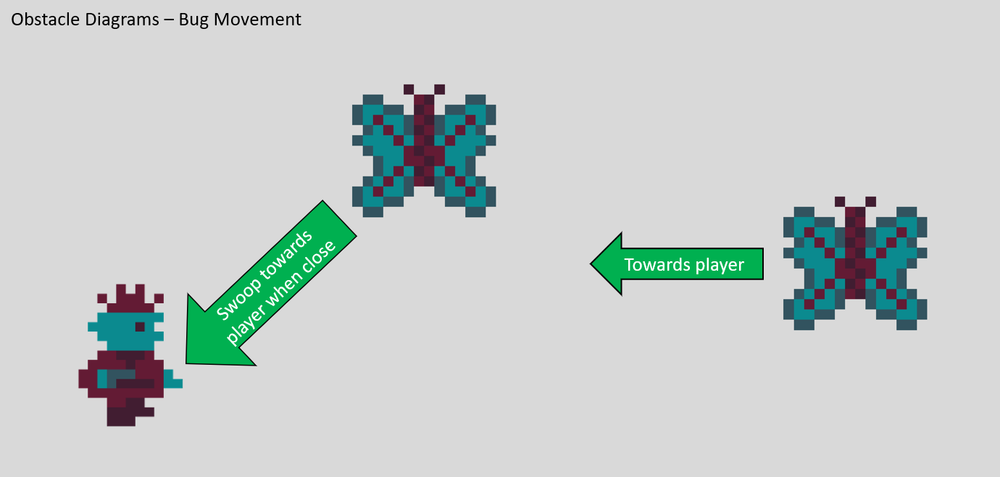 Obstacle Diagrams – Bug Movement
Swoop towards
player when close
Towards player